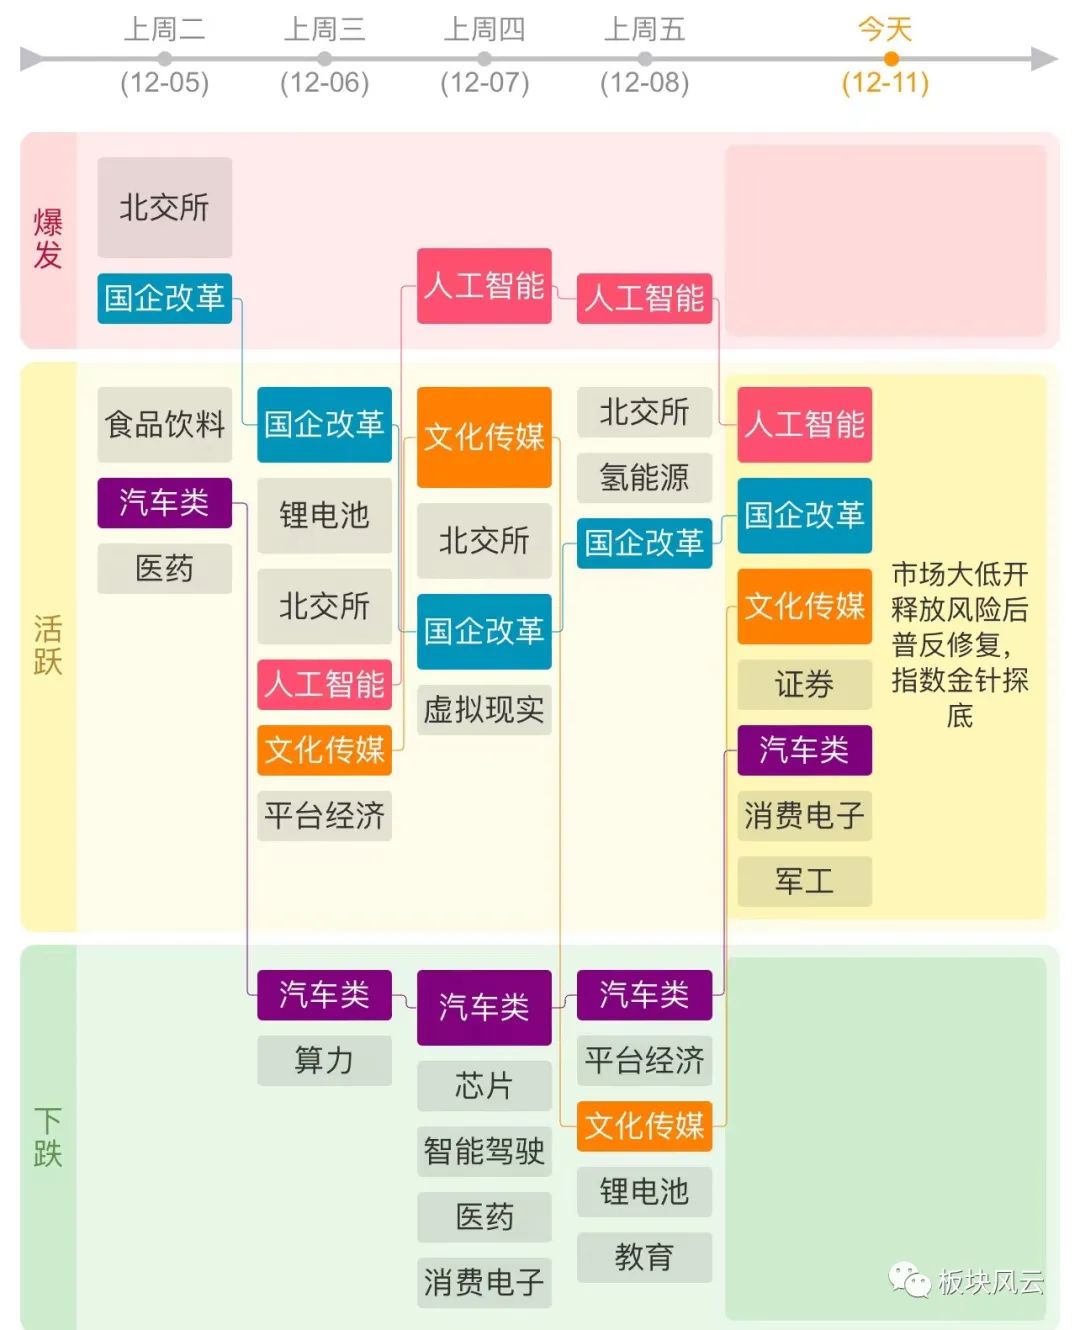 上周二
(12-05)
上周三
(12-06)
上周四
(12-07)
上周五
(12-08)
今天
(12-11)
爆发
北交所
国企改革
人工智能
人工智能
活跃
食品饮料
汽车类
医药
国企改革
锂电池
北交所
人工智能
文化传媒
平台经济
文化传媒
北交所
国企改革
虚拟现实
北交所
氢能源
国企改革
人工智能
国企改革
文化传媒
证券
汽车类
消费电子
军工
市场大低开
释放风险后
普反修复，
指数金针探
底
下跌
汽车类
算力
汽车类
芯片
智能驾驶
医药
消费电子
汽车类
平台经济
文化传媒
锂电池
教育
板块风云